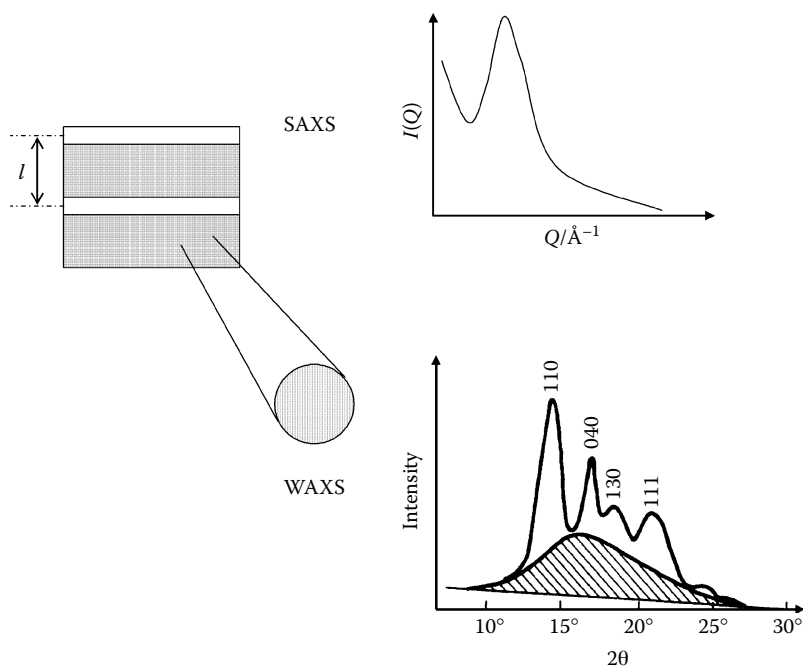 SAXS
l
I(Q)
Q/Å⁻¹
WAXS
Intensity
110
040
130
111
10° 15° 20° 25° 30°
2θ